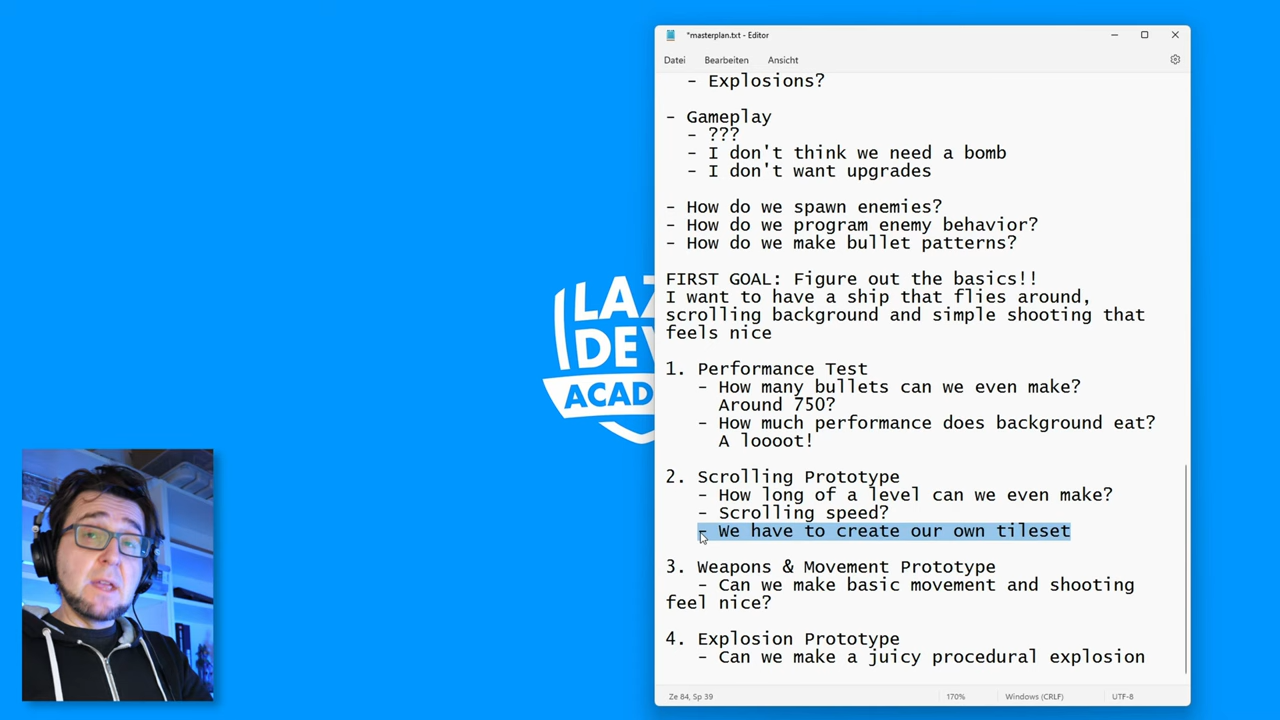 *masterplan.txt - Editor
Datei Bearbeiten Ansicht
- Explosions?
- Gameplay
- ???
- I don't think we need a bomb
- I don't want upgrades
- How do we spawn enemies?
- How do we program enemy behavior?
- How do we make bullet patterns?
FIRST GOAL: Figure out the basics!!
I want to have a ship that flies around,
scrolling background and simple shooting that
feels nice
1. Performance Test
- How many bullets can we even make?
Around 750?
- How much performance does background eat?
A loooot!
2. Scrolling Prototype
- How long of a level can we even make?
- Scrolling speed?
- We have to create our own tileset
3. Weapons & Movement Prototype
- Can we make basic movement and shooting
feel nice?
4. Explosion Prototype
- Can we make a juicy procedural explosion
Ze 84, Sp 39 170% Windows (CRLF) UTF-8
ACAD